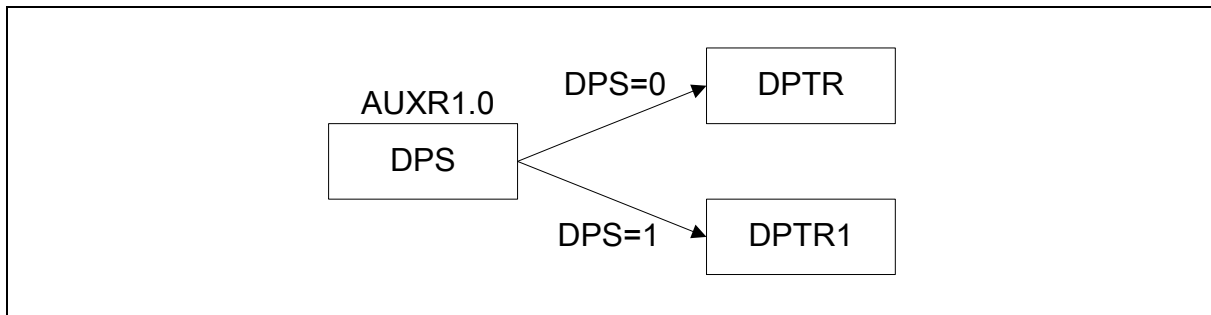 DPS=0
DPTR
AUXR1.0
DPS
DPS=1
DPTR1